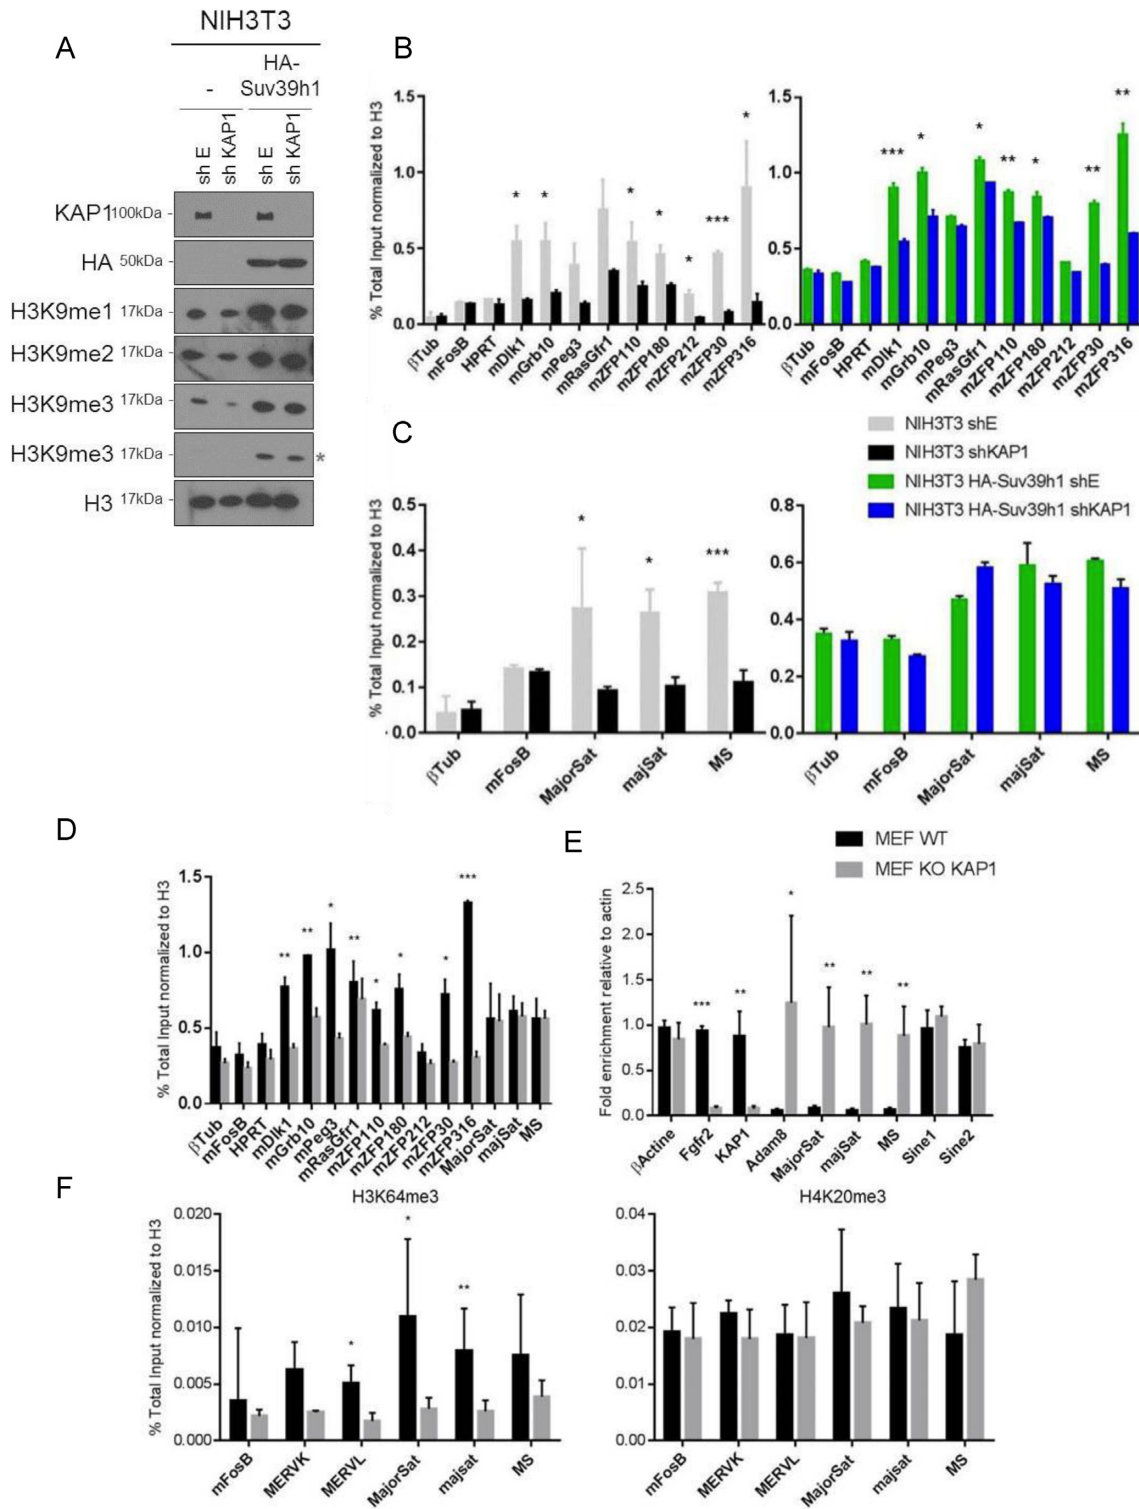 A
NIH3T3
-
HA-
Suv39h1
sh E
sh KAP1
sh E
sh KAP1
KAP1 100kDa -
HA 50kDa -
H3K9me1 17kDa -
H3K9me2 17kDa -
H3K9me3 17kDa -
H3K9me3 17kDa - *
H3 17kDa -
B
% Total Input normalized to H3
1.5
1.0
0.5
0.0
* * * * * *** *
βTub mFosB HPRT mDlk1 mGrb10 mPeg3 mRasGfr1 mZFP110 mZFP180 mZFP212 mZFP30 mZFP316
1.5
1.0
0.5
0.0
*** * * ** * ** **
βTub mFosB HPRT mDlk1 mGrb10 mPeg3 mRasGfr1 mZFP110 mZFP180 mZFP212 mZFP30 mZFP316
C
NIH3T3 shE
NIH3T3 shKAP1
NIH3T3 HA-Suv39h1 shE
NIH3T3 HA-Suv39h1 shKAP1
% Total Input normalized to H3
0.5
0.4
0.3
0.2
0.1
0.0
* * ***
βTub mFosB MajorSat majSat MS
0.8
0.6
0.4
0.2
0.0
βTub mFosB MajorSat majSat MS
D
% Total Input normalized to H3
1.5
1.0
0.5
0.0
** ** * ** * * * ***
βTub mFosB HPRT mDlk1 mGrb10 mPeg3 mRasGfr1 mZFP110 mZFP180 mZFP212 mZFP30 mZFP316 MajorSat majSat MS
E
MEF WT
MEF KO KAP1
Fold enrichment relative to actin
2.5
2.0
1.5
1.0
0.5
0.0
*** ** * ** ** **
βActine Fgfr2 KAP1 Adam8 MajorSat majSat MS Sine1 Sine2
F
H3K64me3
% Total Input normalized to H3
0.020
0.015
0.010
0.005
0.000
* * **
mFosB MERVK MERVL MajorSat majsat MS
H4K20me3
0.04
0.03
0.02
0.01
0.00
mFosB MERVK MERVL MajorSat majsat MS